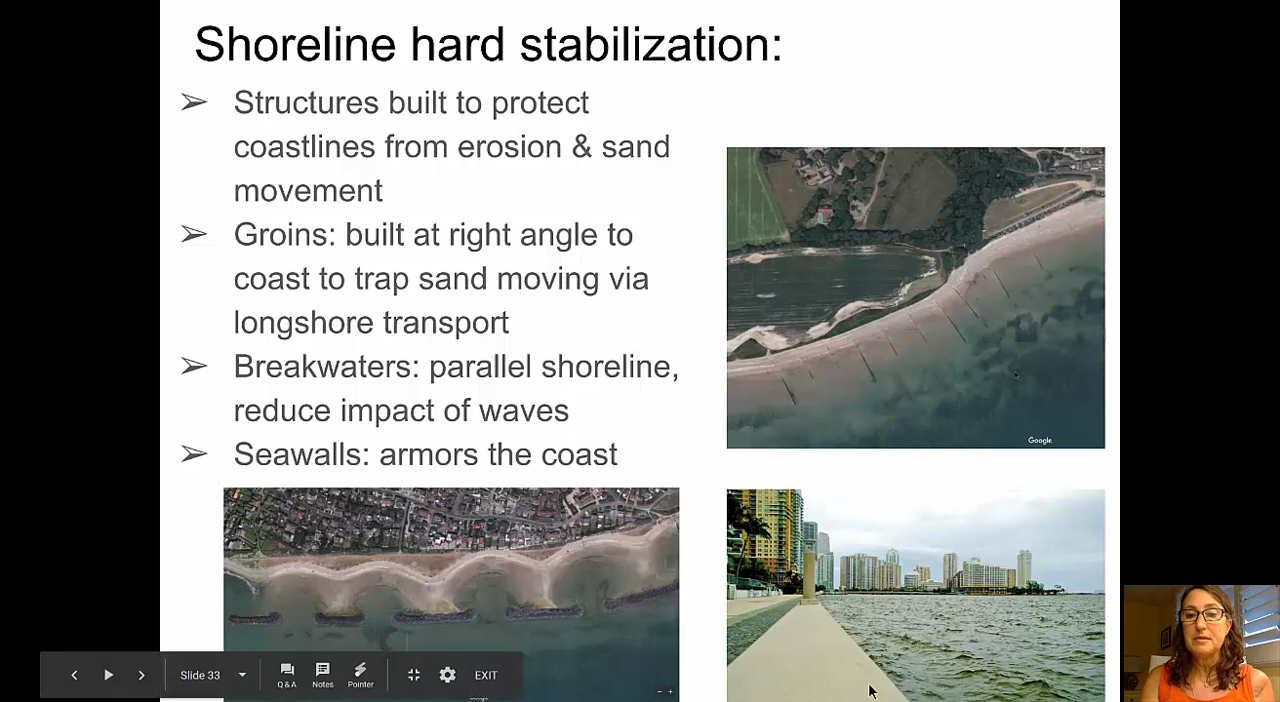 Shoreline hard stabilization:
➢ Structures built to protect
coastlines from erosion & sand
movement
➢ Groins: built at right angle to
coast to trap sand moving via
longshore transport
➢ Breakwaters: parallel shoreline,
reduce impact of waves
➢ Seawalls: armors the coast
Google
Slide 33
Q & A
Notes
Pointer
EXIT